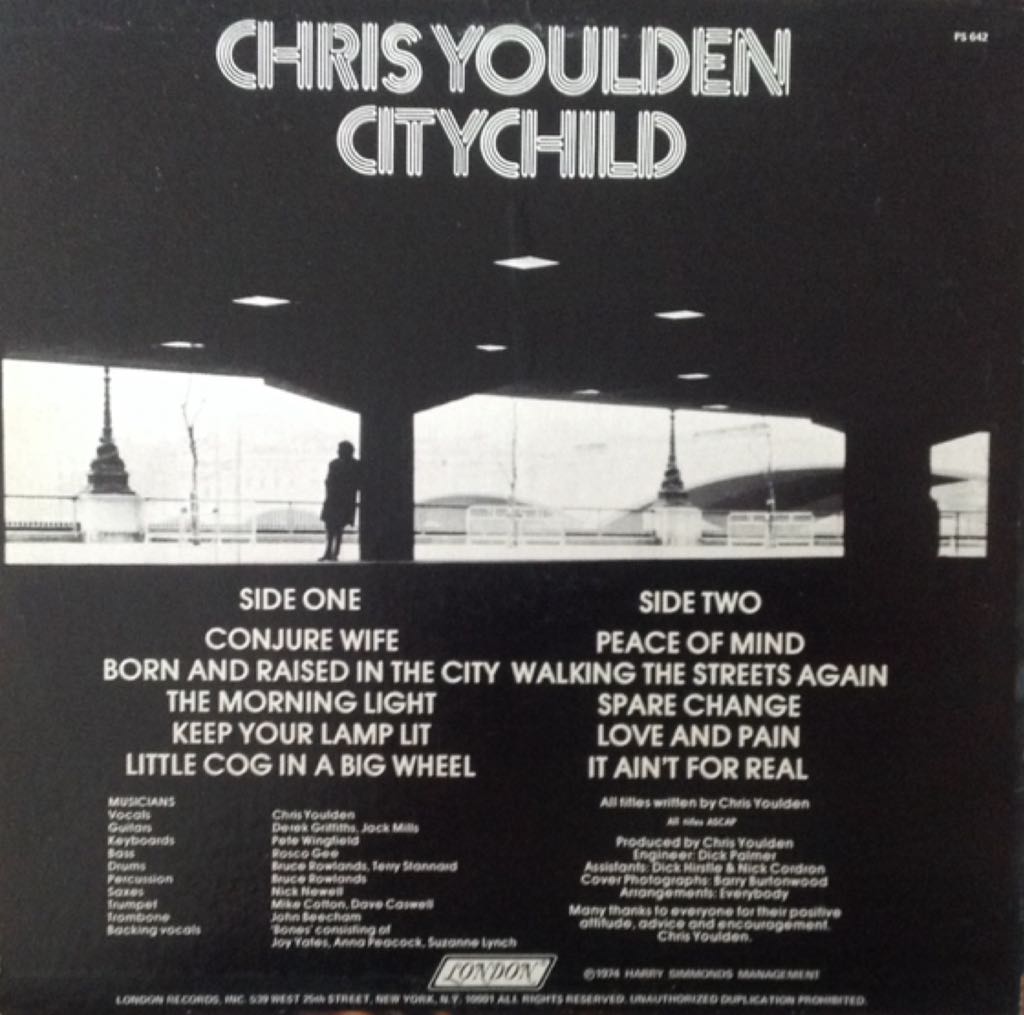 CHRIS YOULDEN
PS 642
CITYCHILD
SIDE ONE
CONJURE WIFE
BORN AND RAISED IN THE CITY
THE MORNING LIGHT
KEEP YOUR LAMP LIT
LITTLE COG IN A BIG WHEEL
SIDE TWO
PEACE OF MIND
WALKING THE STREETS AGAIN
SPARE CHANGE
LOVE AND PAIN
IT AIN'T FOR REAL
MUSICIANS
Vocals Chris Youlden
Guitars Derek Griffiths, Jack Mills
Keyboards Pete Wingfield
Bass Rosco Gee
Drums Bruce Rowlands, Terry Stannard
Percussion Bruce Rowlands
Saxes Nick Newell
Trumpet Mike Cotton, Dave Caswell
Trombone John Beecham
Backing vocals 'Bones' consisting of
Joy Yates, Anna Peacock, Suzanne Lynch
All titles written by Chris Youlden
All titles ASCAP
Produced by Chris Youlden
Engineer: Dick Palmer
Assistants: Dick & Nick Cordron
Cover Photographs: Barry Burtonwood
Arrangements: Everybody
Many thanks to everyone for their positive
attitude, advice and encouragement.
Chris Youlden.
LONDON
©1974 HARRY SIMMONDS MANAGEMENT
LONDON RECORDS, INC. 539 WEST 25th STREET, NEW YORK, N.Y. 10001 ALL RIGHTS RESERVED. UNAUTHORIZED DUPLICATION PROHIBITED.